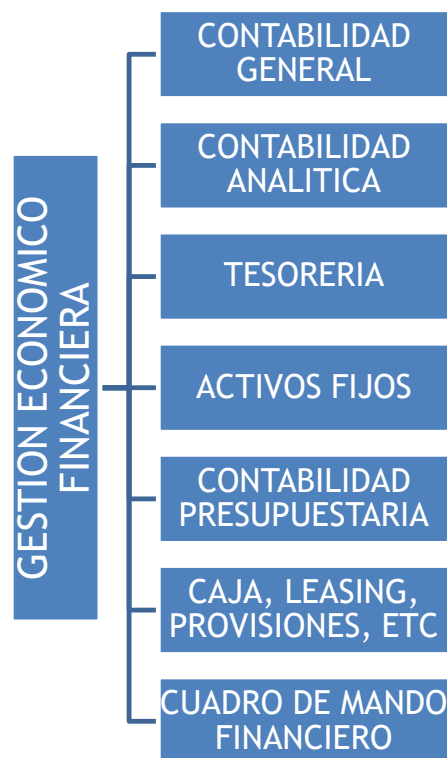 GESTION ECONOMICO
FINANCIERA
CONTABILIDAD
GENERAL
CONTABILIDAD
ANALITICA
TESORERIA
ACTIVOS FIJOS
CONTABILIDAD
PRESUPUESTARIA
CAJA, LEASING,
PROVISIONES, ETC
CUADRO DE MANDO
FINANCIERO